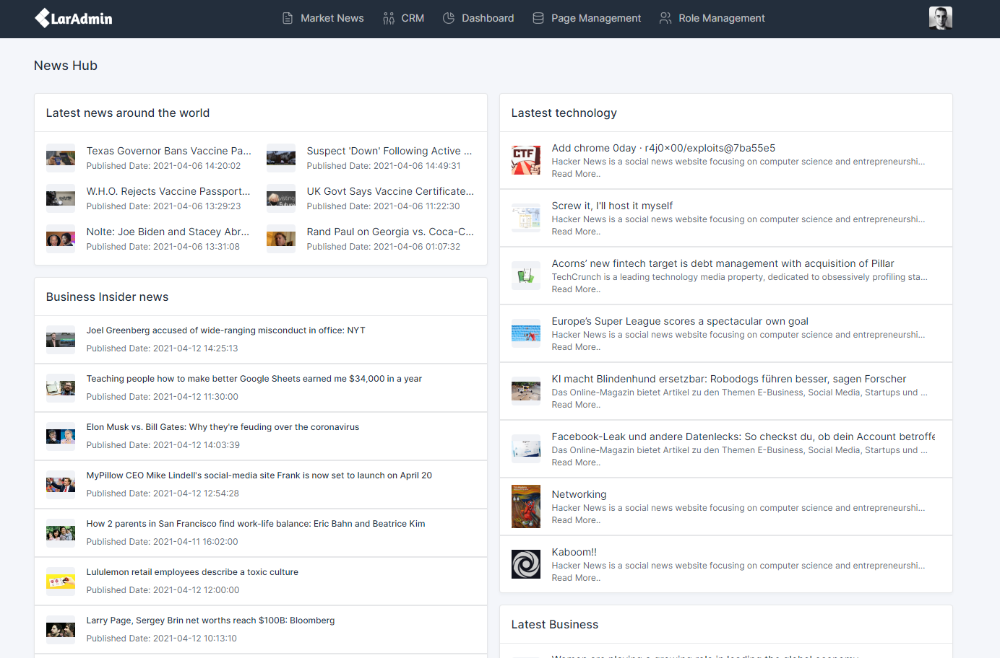 LarAdmin
Market News
CRM
Dashboard
Page Management
Role Management
News Hub
Latest news around the world
Texas Governor Bans Vaccine Pa...
Published Date: 2021-04-06 14:20:02
Suspect 'Down' Following Active ...
Published Date: 2021-04-06 14:49:31
W.H.O. Rejects Vaccine Passport...
Published Date: 2021-04-06 13:29:23
UK Govt Says Vaccine Certificate...
Published Date: 2021-04-06 11:22:30
Nolte: Joe Biden and Stacey Abr...
Published Date: 2021-04-06 13:31:08
Rand Paul on Georgia vs. Coca-C...
Published Date: 2021-04-06 01:07:32
Business Insider news
Joel Greenberg accused of wide-ranging misconduct in office: NYT
Published Date: 2021-04-12 14:25:13
Teaching people how to make better Google Sheets earned me $34,000 in a year
Published Date: 2021-04-12 11:30:00
Elon Musk vs. Bill Gates: Why they're feuding over the coronavirus
Published Date: 2021-04-12 14:03:39
MyPillow CEO Mike Lindell's social-media site Frank is now set to launch on April 20
Published Date: 2021-04-12 12:54:28
How 2 parents in San Francisco find work-life balance: Eric Bahn and Beatrice Kim
Published Date: 2021-04-11 16:02:00
Lululemon retail employees describe a toxic culture
Published Date: 2021-04-12 12:00:00
Larry Page, Sergey Brin net worths reach $100B: Bloomberg
Published Date: 2021-04-12 10:13:10
Lastest technology
CTF
Add chrome 0day · r4j0x00/exploits@7ba55e5
Hacker News is a social news website focusing on computer science and entrepreneurshi...
Read More..
Screw it, I'll host it myself
Hacker News is a social news website focusing on computer science and entrepreneurshi...
Read More..
Acorns’ new fintech target is debt management with acquisition of Pillar
TechCrunch is a leading technology media property, dedicated to obsessively profiling sta...
Read More..
Europe’s Super League scores a spectacular own goal
Hacker News is a social news website focusing on computer science and entrepreneurshi...
Read More..
KI macht Blindenhund ersetzbar: Robodogs führen besser, sagen Forscher
Das Online-Magazin bietet Artikel zu den Themen E-Business, Social Media, Startups und ...
Read More..
Facebook-Leak und andere Datenlecks: So checkst du, ob dein Account betroffe
Das Online-Magazin bietet Artikel zu den Themen E-Business, Social Media, Startups und ...
Read More..
Networking
Hacker News is a social news website focusing on computer science and entrepreneurshi...
Read More..
Kaboom!!
Hacker News is a social news website focusing on computer science and entrepreneurshi...
Read More..
Latest Business
Women are playing a growing role in leading the global economy